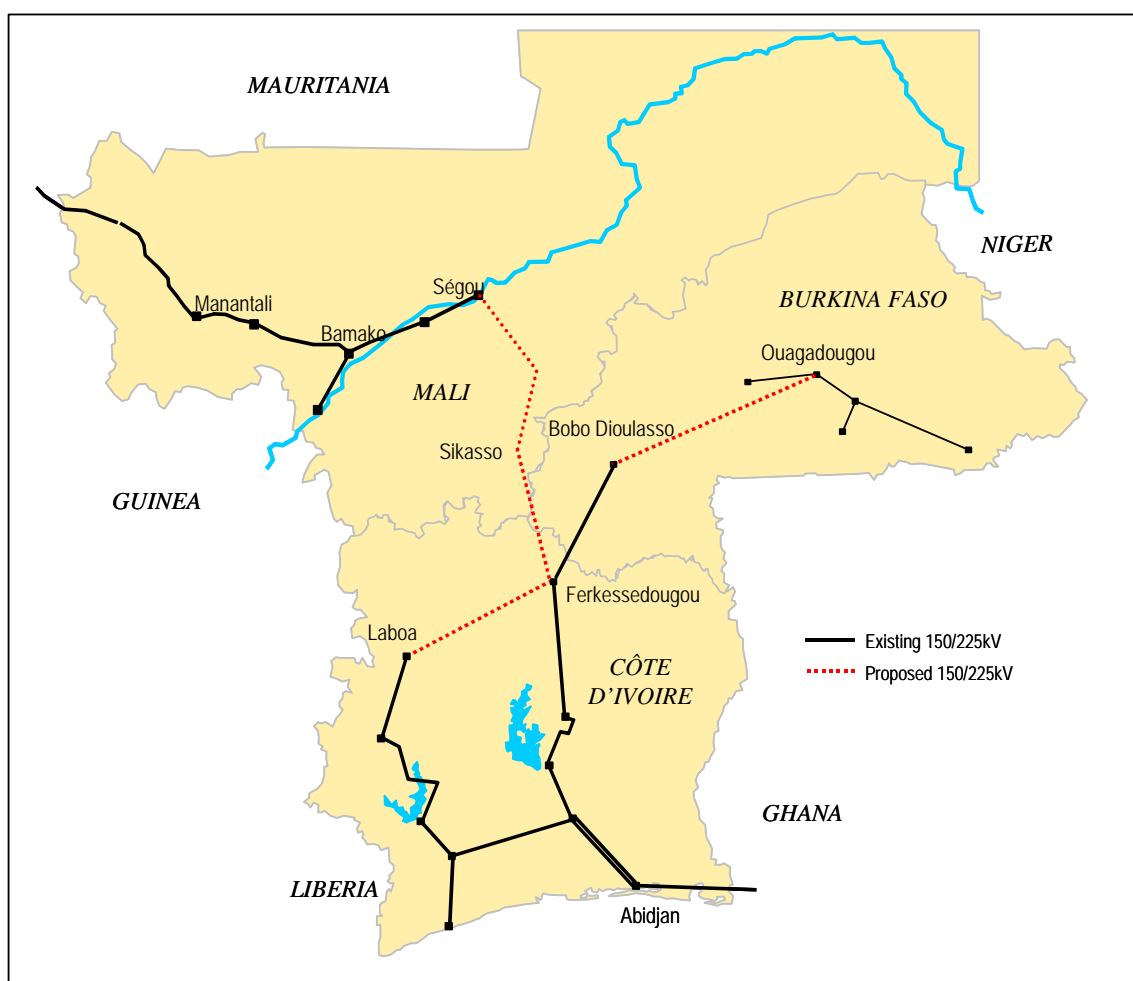 MAURITANIA
NIGER
Ségou
BURKINA FASO
Manantali
Bamako
Ouagadougou
MALI
Bobo Dioulasso
Sikasso
GUINEA
Ferkessedougou
Laboa
Existing 150/225kV
CÔTE
D'IVOIRE
Proposed 150/225kV
GHANA
LIBERIA
Abidjan